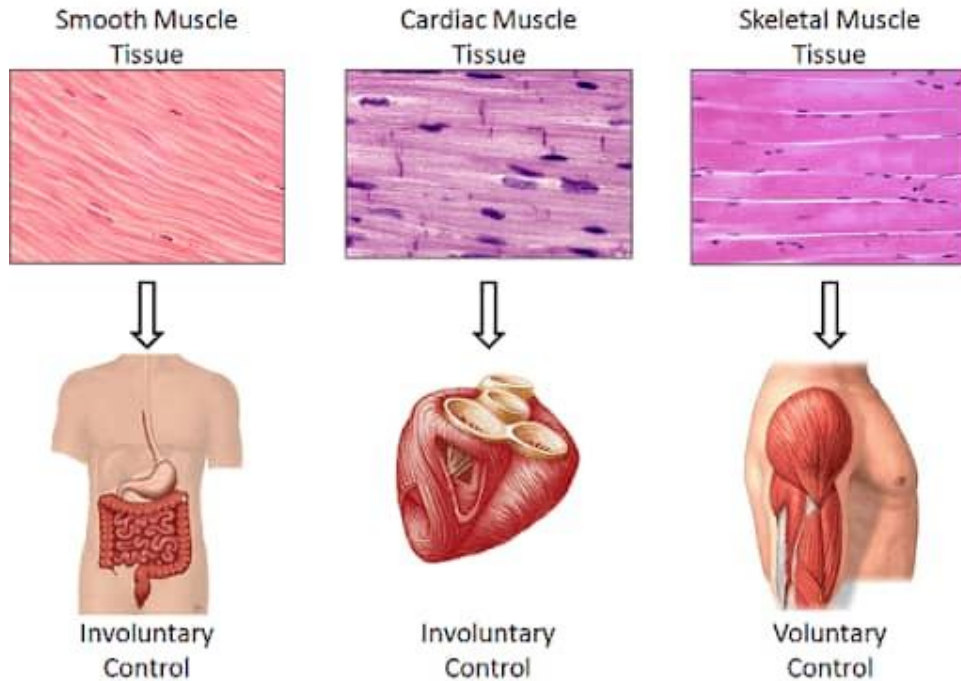 Smooth Muscle
Tissue
Cardiac Muscle
Tissue
Skeletal Muscle
Tissue
Involuntary
Control
Involuntary
Control
Voluntary
Control